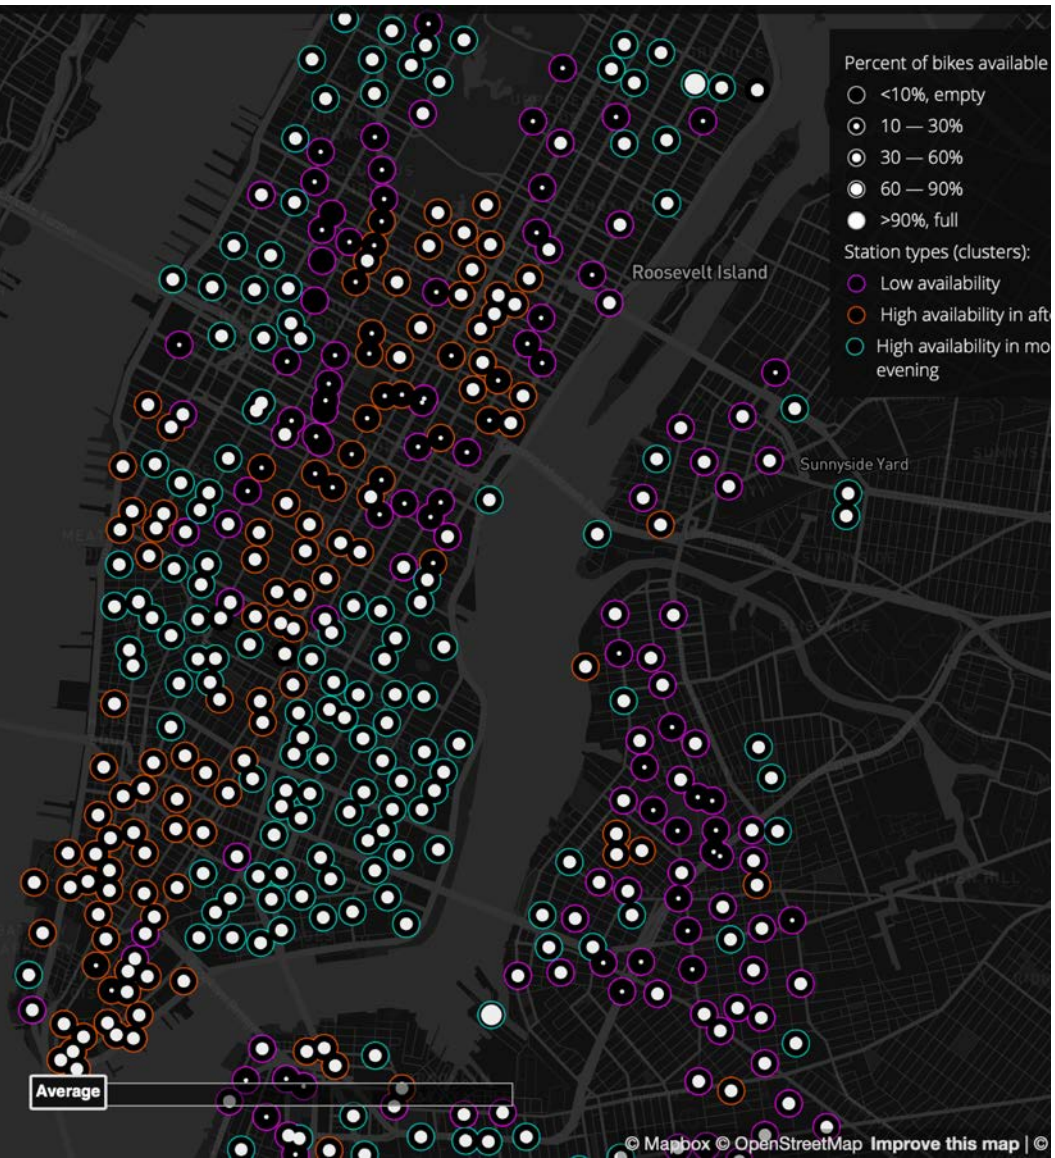 Percent of bikes available
<10%, empty
10 — 30%
30 — 60%
60 — 90%
>90%, full
Station types (clusters):
Low availability
High availability in afte
High availability in mo
evening
Roosevelt Island
Sunnyside Yard
Average
© Mapbox © OpenStreetMap Improve this map | ©